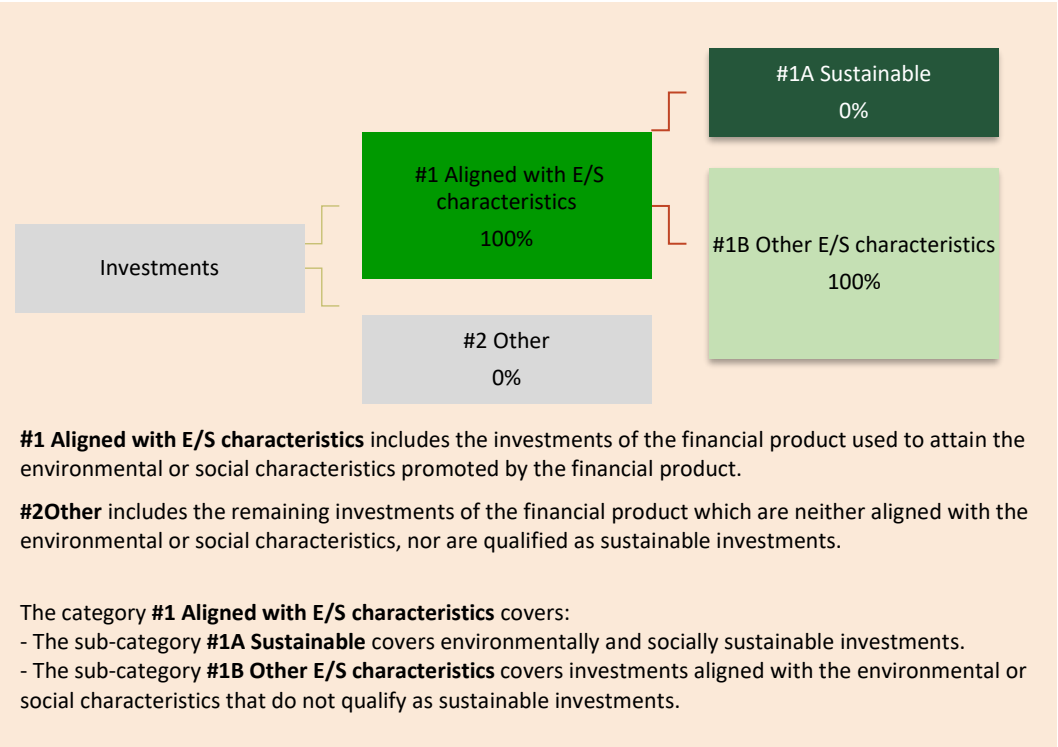 #1A Sustainable
0%
#1 Aligned with E/S
characteristics
100%
#1B Other E/S characteristics
100%
Investments
#2 Other
0%
#1 Aligned with E/S characteristics includes the investments of the financial product used to attain the
environmental or social characteristics promoted by the financial product.
#2Other includes the remaining investments of the financial product which are neither aligned with the
environmental or social characteristics, nor are qualified as sustainable investments.
The category #1 Aligned with E/S characteristics covers:
- The sub-category #1A Sustainable covers environmentally and socially sustainable investments.
- The sub-category #1B Other E/S characteristics covers investments aligned with the environmental or
social characteristics that do not qualify as sustainable investments.